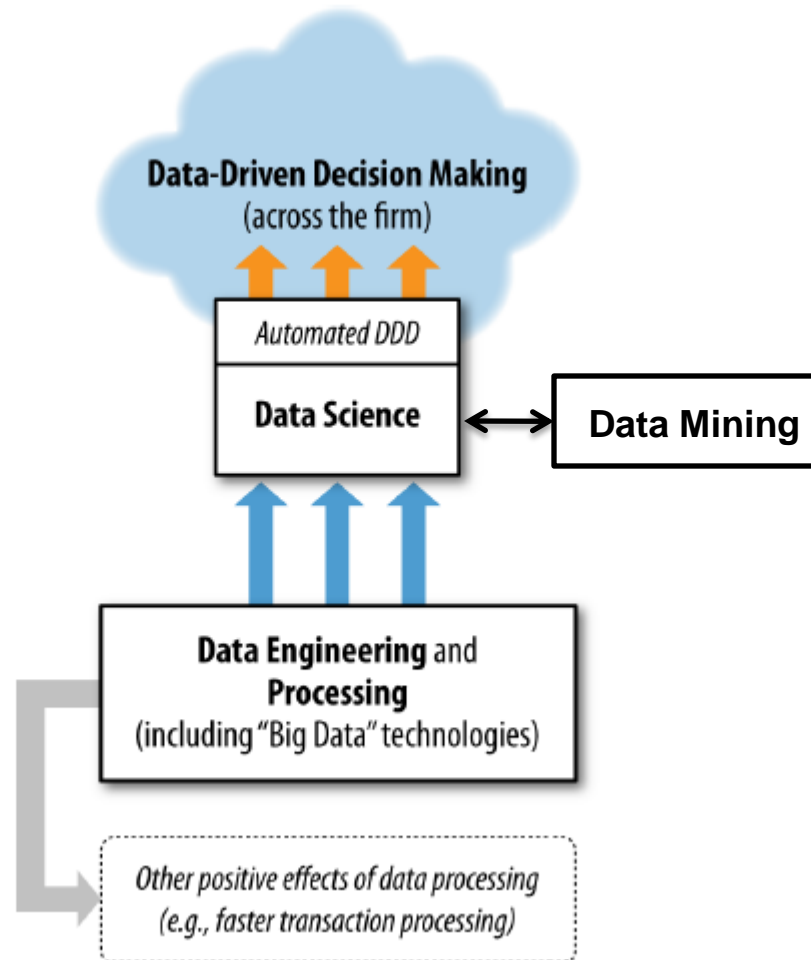 Data-Driven Decision Making
(across the firm)
Automated DDD
Data Science
Data Mining
Data Engineering and
Processing
(including “Big Data” technologies)
Other positive effects of data processing
(e.g., faster transaction processing)